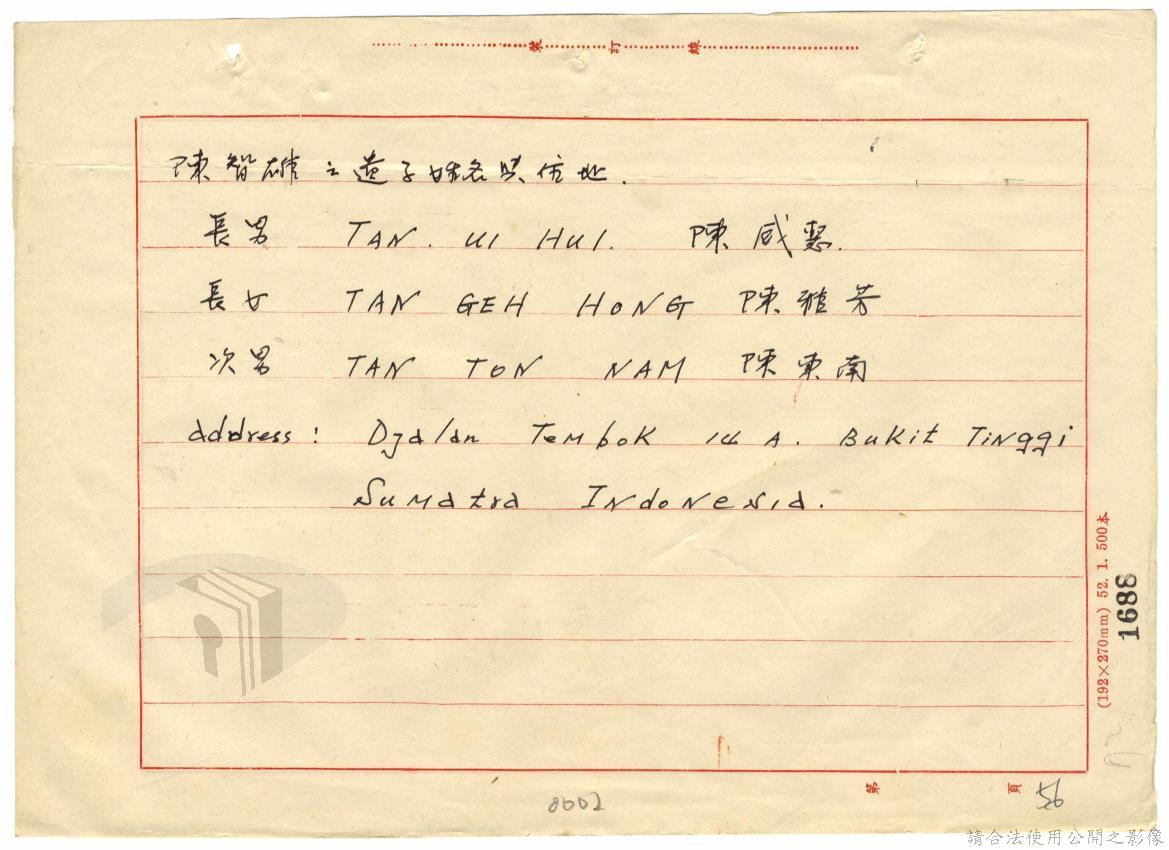 裝訂線
陳智雄之遺子姓名與住址.
長男 TAN. UI HUI. 陳威惠.
長女 TAN GEH HONG 陳雅芳
次男 TAN TON NAM 陳東南
address: Djalan Tembok 14 A. Bukit Tinggi
Sumatra Indonesia.
(192×270mm) 52. 1. 500本
1688
第 頁
請合法使用公開之影像